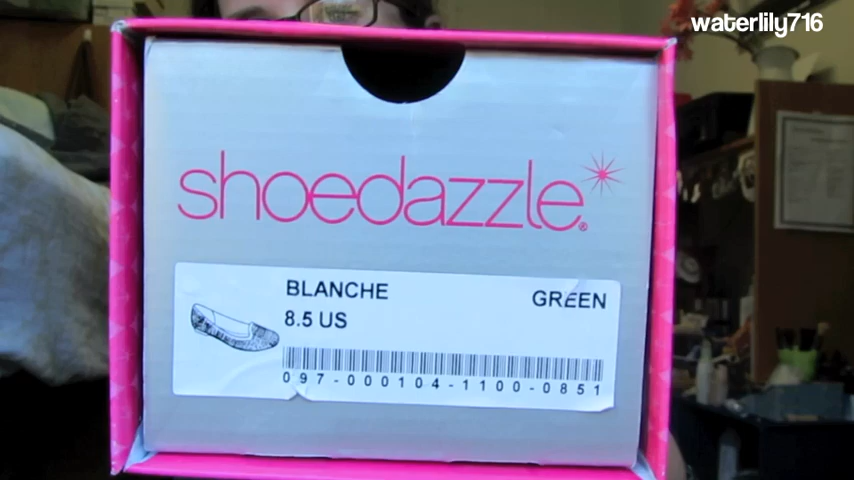 waterlily716
shoedazzle®
BLANCHE
GREEN
8.5 US
097-000104-1100-0851